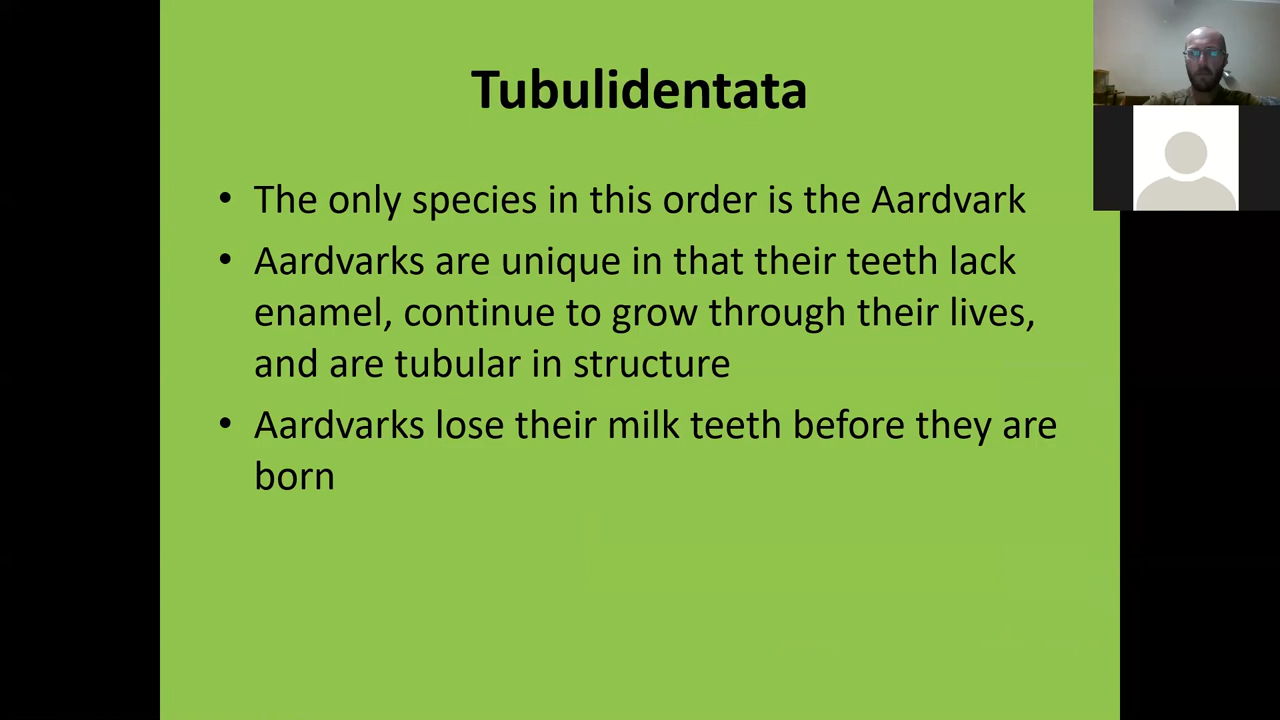 Tubulidentata
• The only species in this order is the Aardvark
• Aardvarks are unique in that their teeth lack
enamel, continue to grow through their lives,
and are tubular in structure
• Aardvarks lose their milk teeth before they are
born